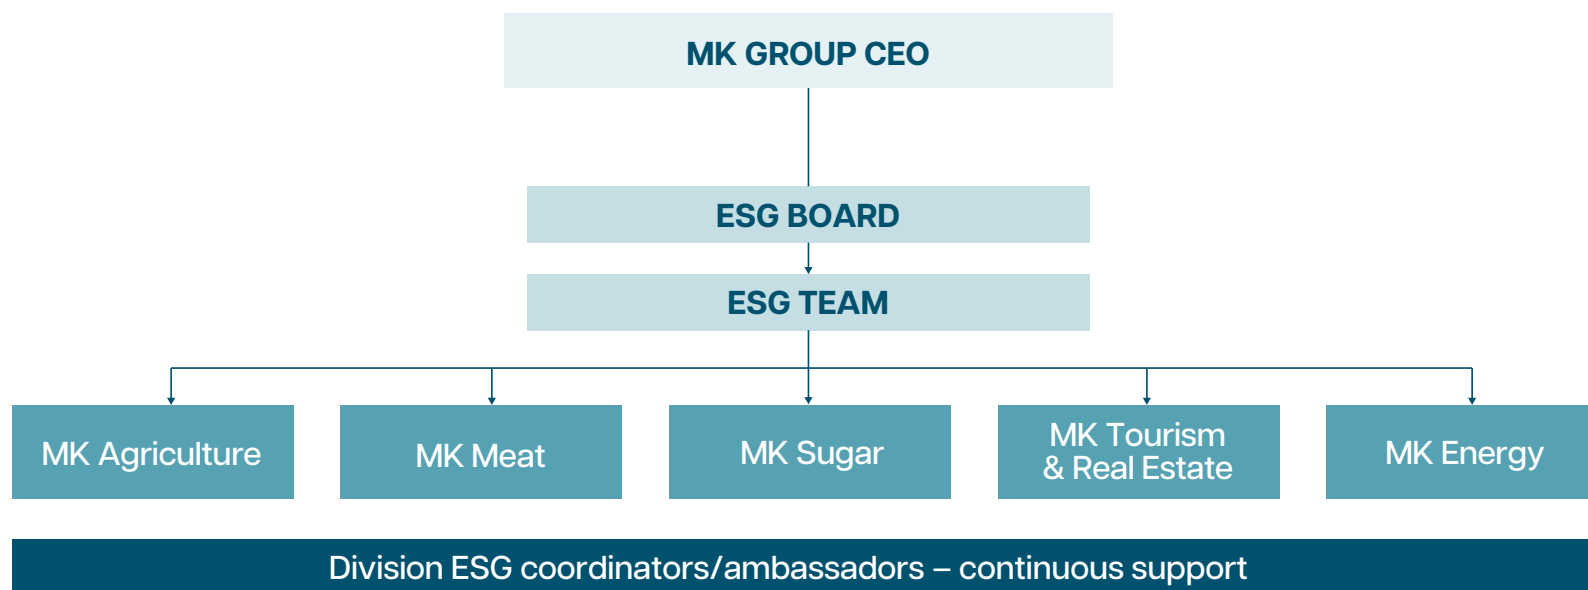 MK GROUP CEO
ESG BOARD
ESG TEAM
MK Agriculture
MK Meat
MK Sugar
MK Tourism
& Real Estate
MK Energy
Division ESG coordinators/ambassadors – continuous support